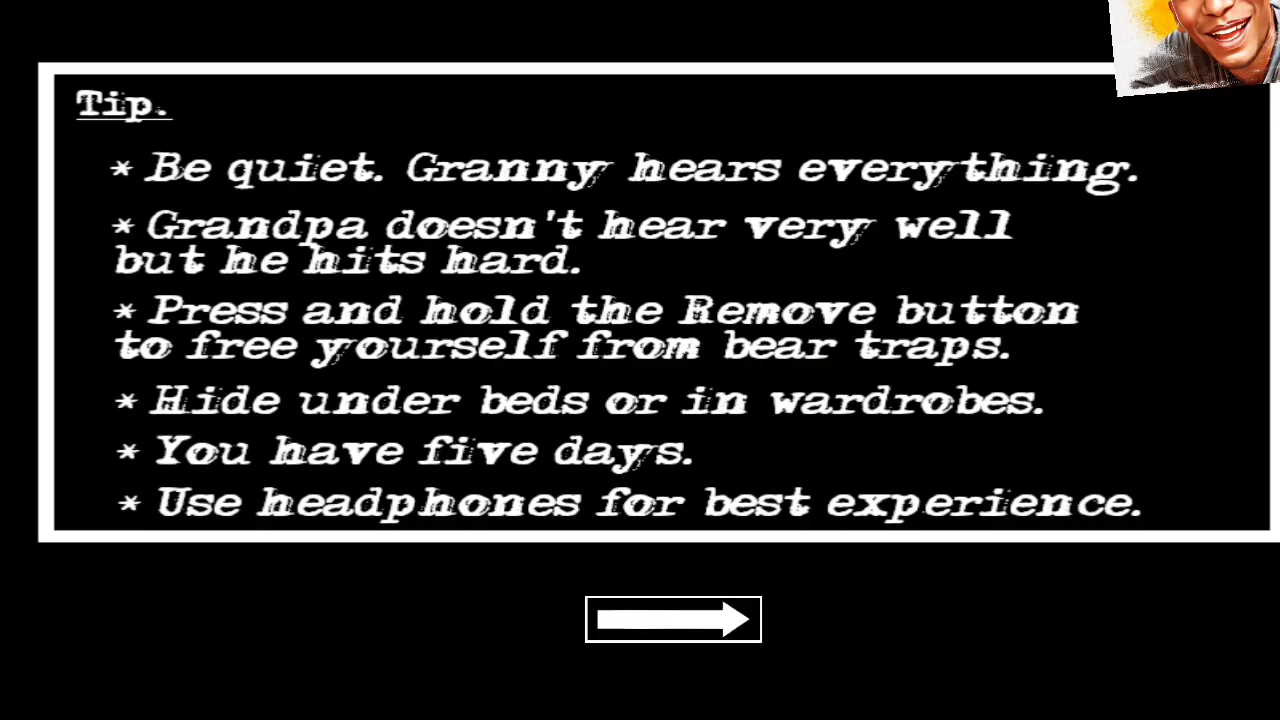 Tip.
* Be quiet. Granny hears everything.
* Grandpa doesn't hear very well
but he hits hard.
* Press and hold the Remove button
to free yourself from bear traps.
* Hide under beds or in wardrobes.
* You have five days.
* Use headphones for best experience.